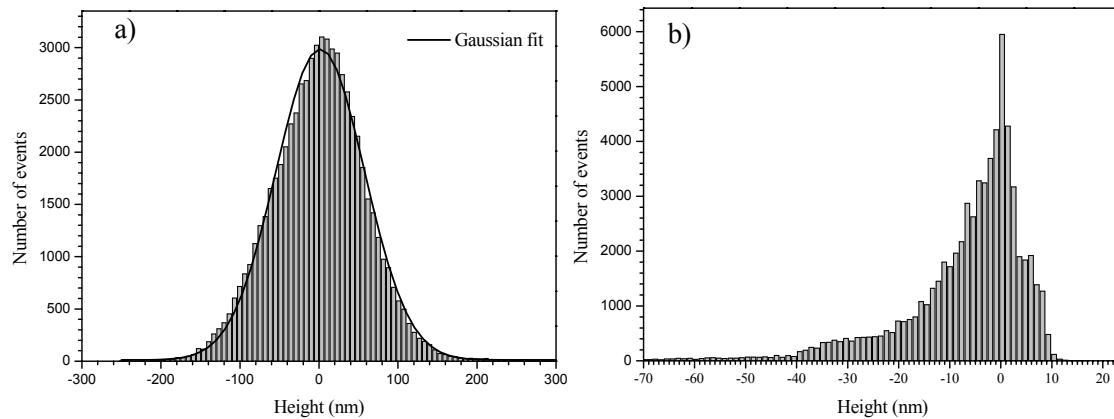 a)
Gaussian fit
Number of events
3000
2500
2000
1500
1000
500
0
-300 -200 -100 0 100 200 300
Height (nm)
b)
Number of events
6000
5000
4000
3000
2000
1000
0
-70 -60 -50 -40 -30 -20 -10 0 10 20
Height (nm)